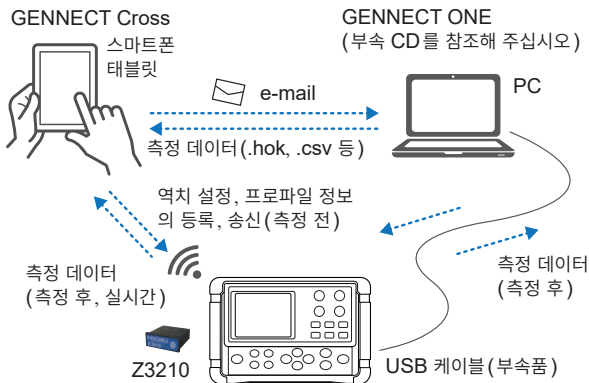 GENNECT Cross
스마트폰
태블릿
GENNECT ONE
(부속 CD를 참조해 주십시오)
PC
e-mail
측정 데이터(.hok, .csv 등)
역치 설정, 프로파일 정보
의 등록, 송신(측정 전)
측정 데이터
(측정 후, 실시간)
측정 데이터
(측정 후)
Z3210
USB 케이블(부속품)